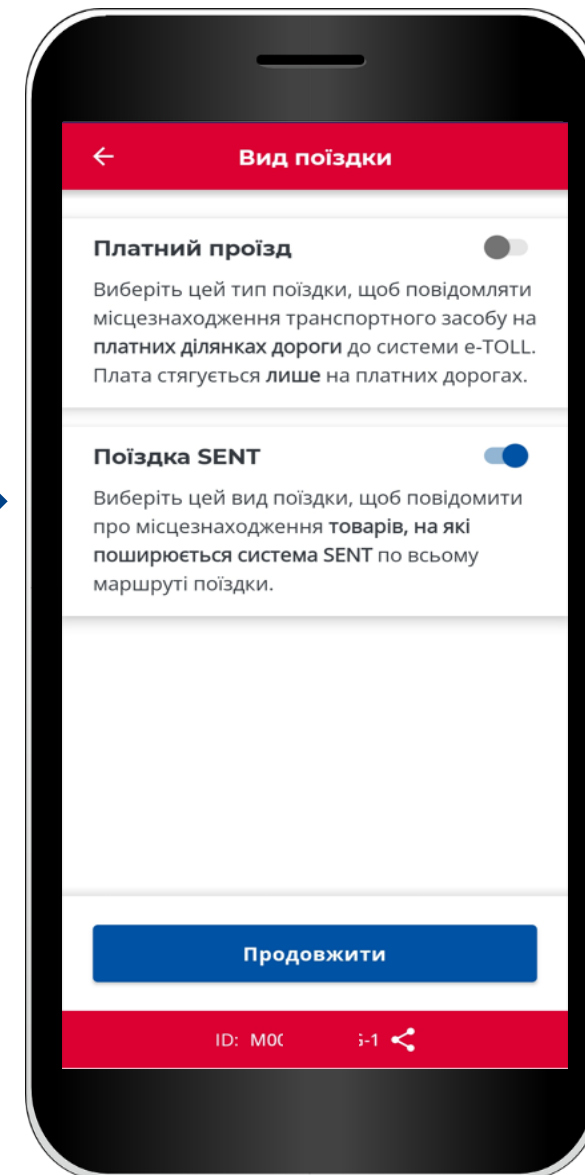 Вид поїздки
Платний проїзд
Виберіть цей тип поїздки, щоб повідомляти
місцезнаходження транспортного засобу на
платних ділянках дороги до системи e-TOLL.
Плата стягується лише на платних дорогах.
Поїздка SENT
Виберіть цей вид поїздки, щоб повідомити
про місцезнаходження товарів, на які
поширюється система SENT по всьому
маршруті поїздки.
Продовжити
ID: